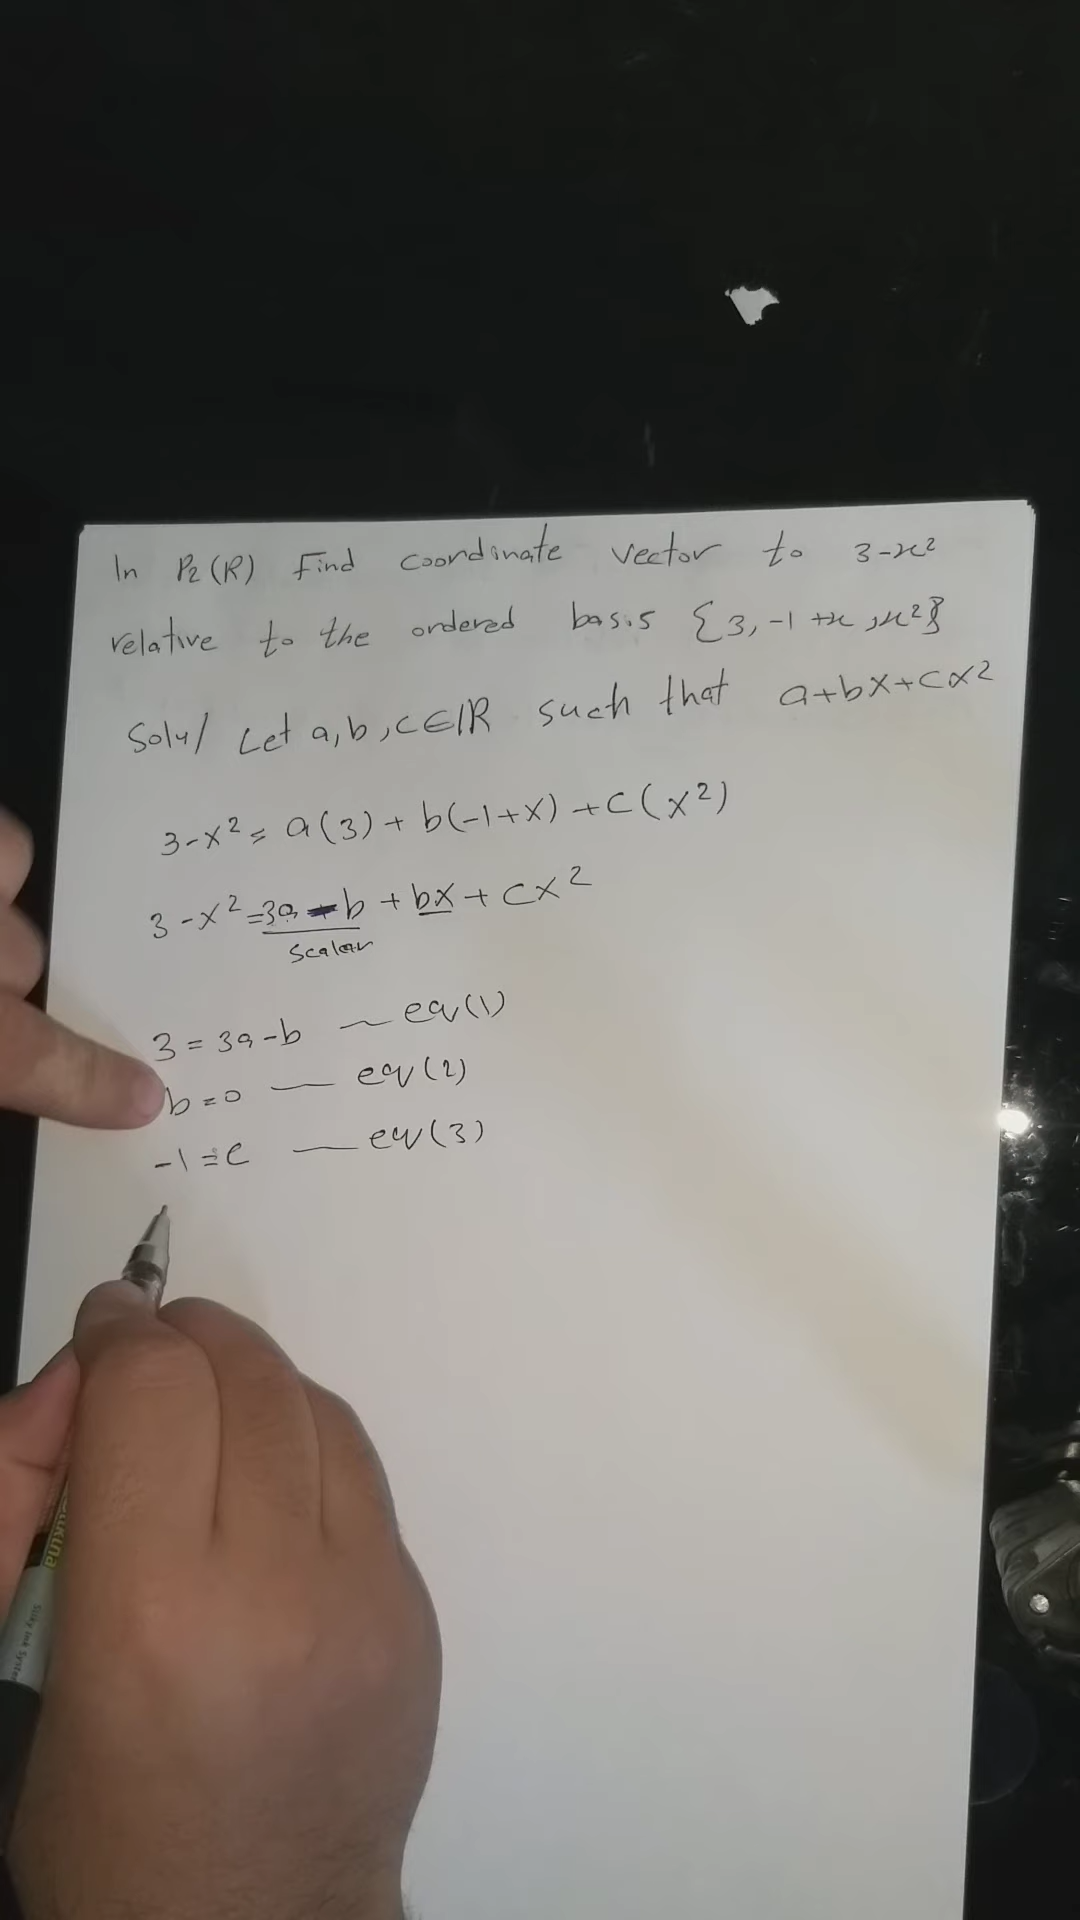 In P2(R) Find coordinate vector to 3-x²
relative to the ordered basis {3,-1+x,x²}
Solu/ Let a,b,c∈IR such that a+bx+cx²
3-x²= a(3)+b(-1+x)+c(x²)
3-x²=3a-b+bx+cx²
Scalar
3=3a-b — eq(1)
b=0 — eq(2)
-1=c — eq(3)